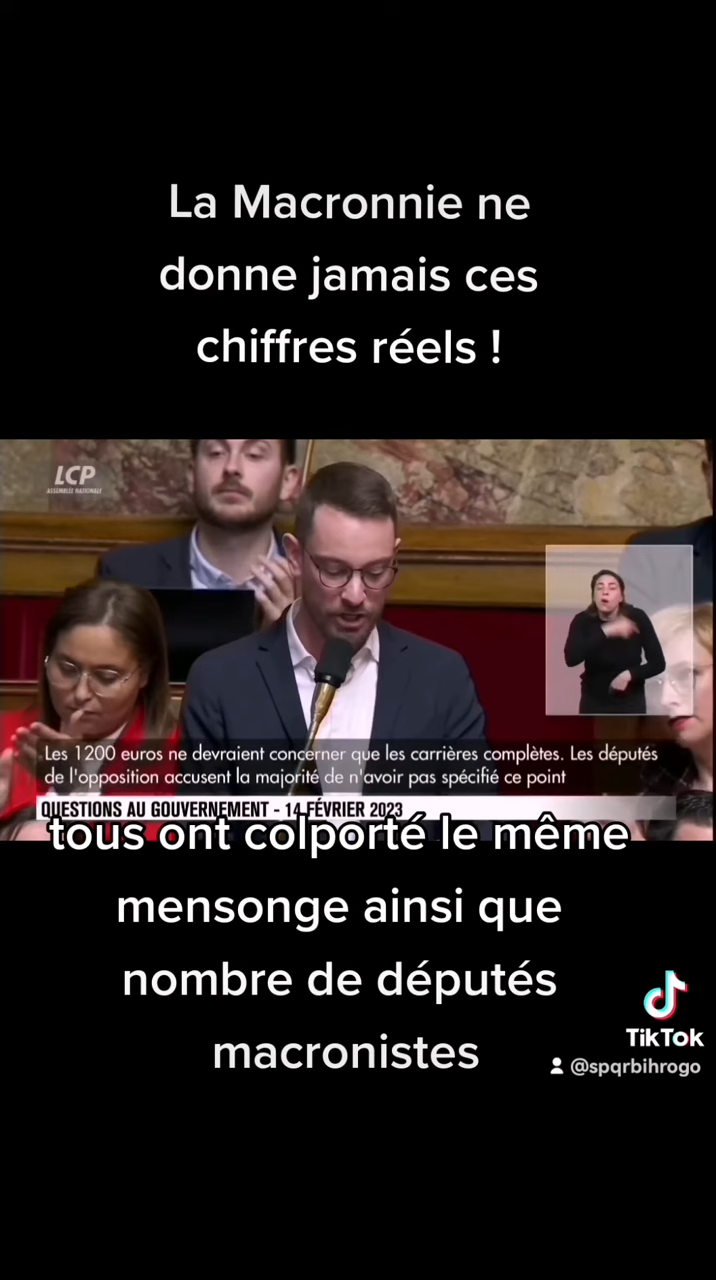 La Macronnie ne
donne jamais ces
chiffres réels !
LCP
ASSEMBLÉE NATIONALE
Les 1200 euros ne devraient concerner que les carrières complètes. Les députés
de l'opposition accusent la majorité de n'avoir pas spécifié ce point
QUESTIONS AU GOUVERNEMENT - 14 FÉVRIER 2023
tous ont colporté le même
mensonge ainsi que
nombre de députés
macronistes
TikTok
@spqrbihrogo